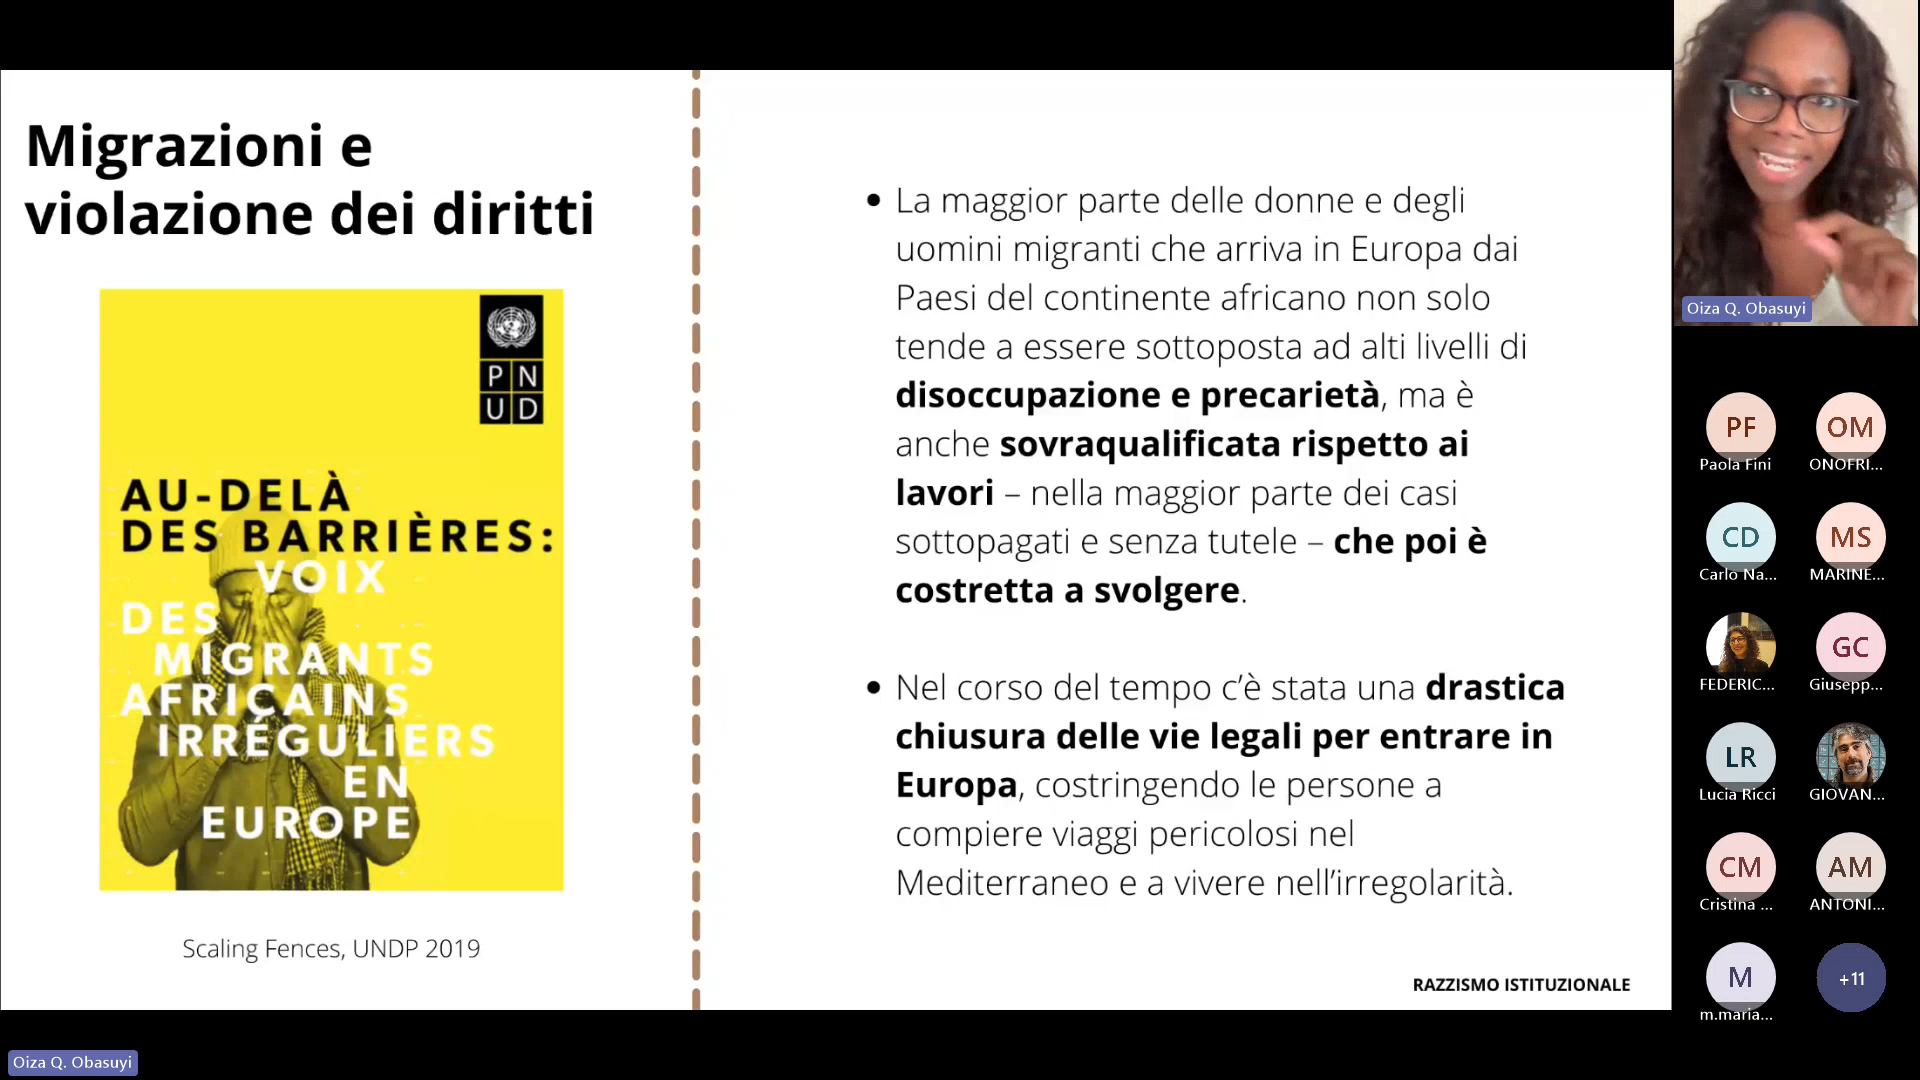 Migrazioni e
violazione dei diritti
P N
U D
AU-DELÀ
DES BARRIÈRES:
VOIX
DES
MIGRANTS
AFRICAINS
IRRÉGULIERS
EN
EUROPE
Scaling Fences, UNDP 2019
• La maggior parte delle donne e degli
uomini migranti che arriva in Europa dai
Paesi del continente africano non solo
tende a essere sottoposta ad alti livelli di
disoccupazione e precarietà, ma è
anche sovraqualificata rispetto ai
lavori – nella maggior parte dei casi
sottopagati e senza tutele – che poi è
costretta a svolgere.
• Nel corso del tempo c’è stata una drastica
chiusura delle vie legali per entrare in
Europa, costringendo le persone a
compiere viaggi pericolosi nel
Mediterraneo e a vivere nell’irregolarità.
RAZZISMO ISTITUZIONALE
Oiza Q. Obasuyi
PF
Paola Fini
OM
ONOFRI...
CD
Carlo Na...
MS
MARINE...
FEDERIC...
GC
Giusepp...
LR
Lucia Ricci
GIOVAN...
CM
Cristina ...
AM
ANTONI...
M
m.maria...
+11
Oiza Q. Obasuyi